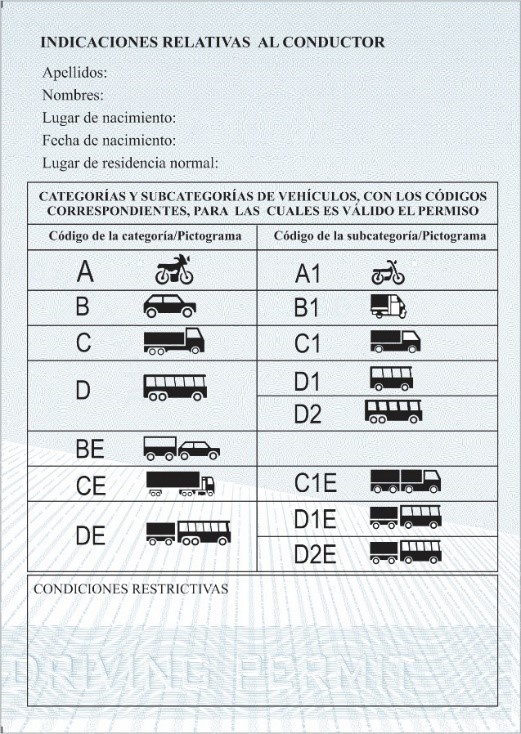 INDICACIONES RELATIVAS AL CONDUCTOR
Apellidos:
Nombres:
Lugar de nacimiento:
Fecha de nacimiento:
Lugar de residencia normal:
CATEGORÍAS Y SUBCATEGORÍAS DE VEHÍCULOS, CON LOS CÓDIGOS
CORRESPONDIENTES, PARA LAS CUALES ES VÁLIDO EL PERMISO
Código de la categoría/Pictograma
Código de la subcategoría/Pictograma
A
A1
B
B1
C
C1
D
D1
D2
BE
CE
C1E
DE
D1E
D2E
CONDICIONES RESTRICTIVAS
DRIVING PERMIT